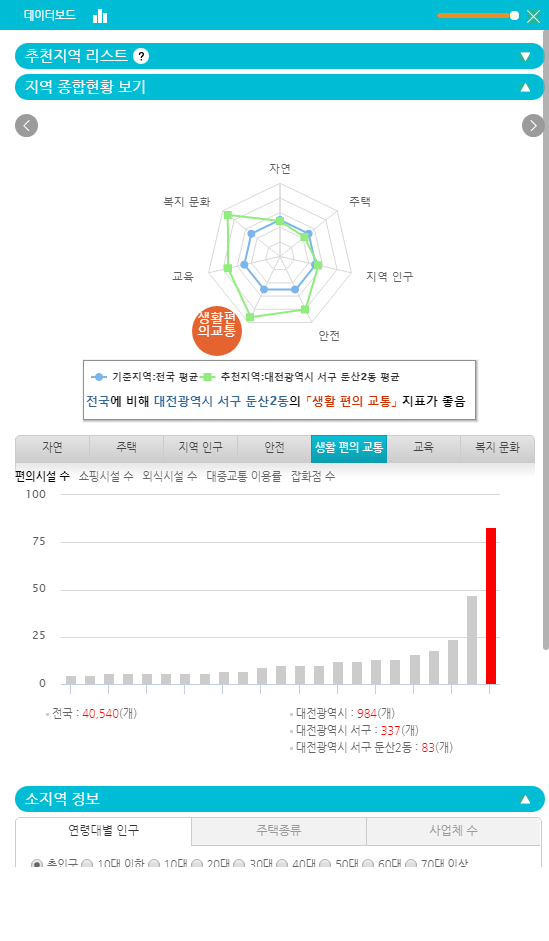 데이터보드
추천지역 리스트 ?
지역 종합현황 보기
자연
복지 문화
주택
교육
지역 인구
생활편
의교통
안전
기준지역:전국 평균 추천지역:대전광역시 서구 둔산2동 평균
전국에 비해 대전광역시 서구 둔산2동의 「생활 편의 교통」 지표가 좋음
자연 주택 지역 인구 안전 생활 편의 교통 교육 복지 문화
편의시설 수 쇼핑시설 수 외식시설 수 대중교통 이용률 잡화점 수
100
75
50
25
0
전국 : 40,540(개)
대전광역시 : 984(개)
대전광역시 서구 : 337(개)
대전광역시 서구 둔산2동 : 83(개)
소지역 정보
연령대별 인구 주택종류 사업체 수
총인구 10대 이하 10대 20대 30대 40대 50대 60대 70대 이상